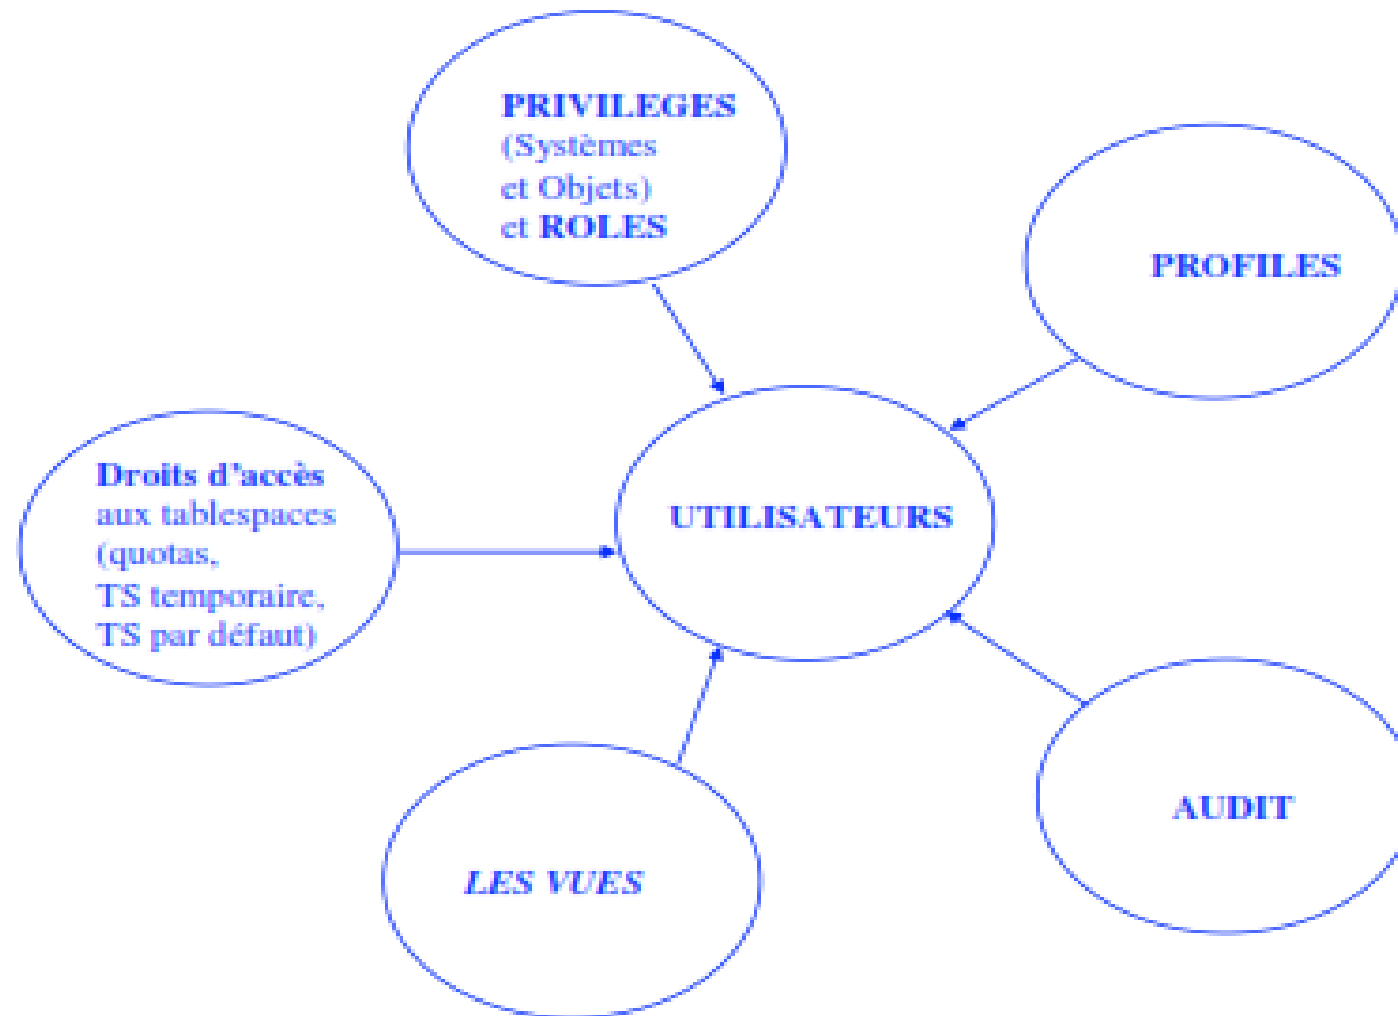 PRIVILEGES
(Systèmes
et Objets)
et ROLES
PROFILES
Droits d'accès
aux tablespaces
(quotas,
TS temporaire,
TS par défaut)
UTILISATEURS
AUDIT
LES VUES